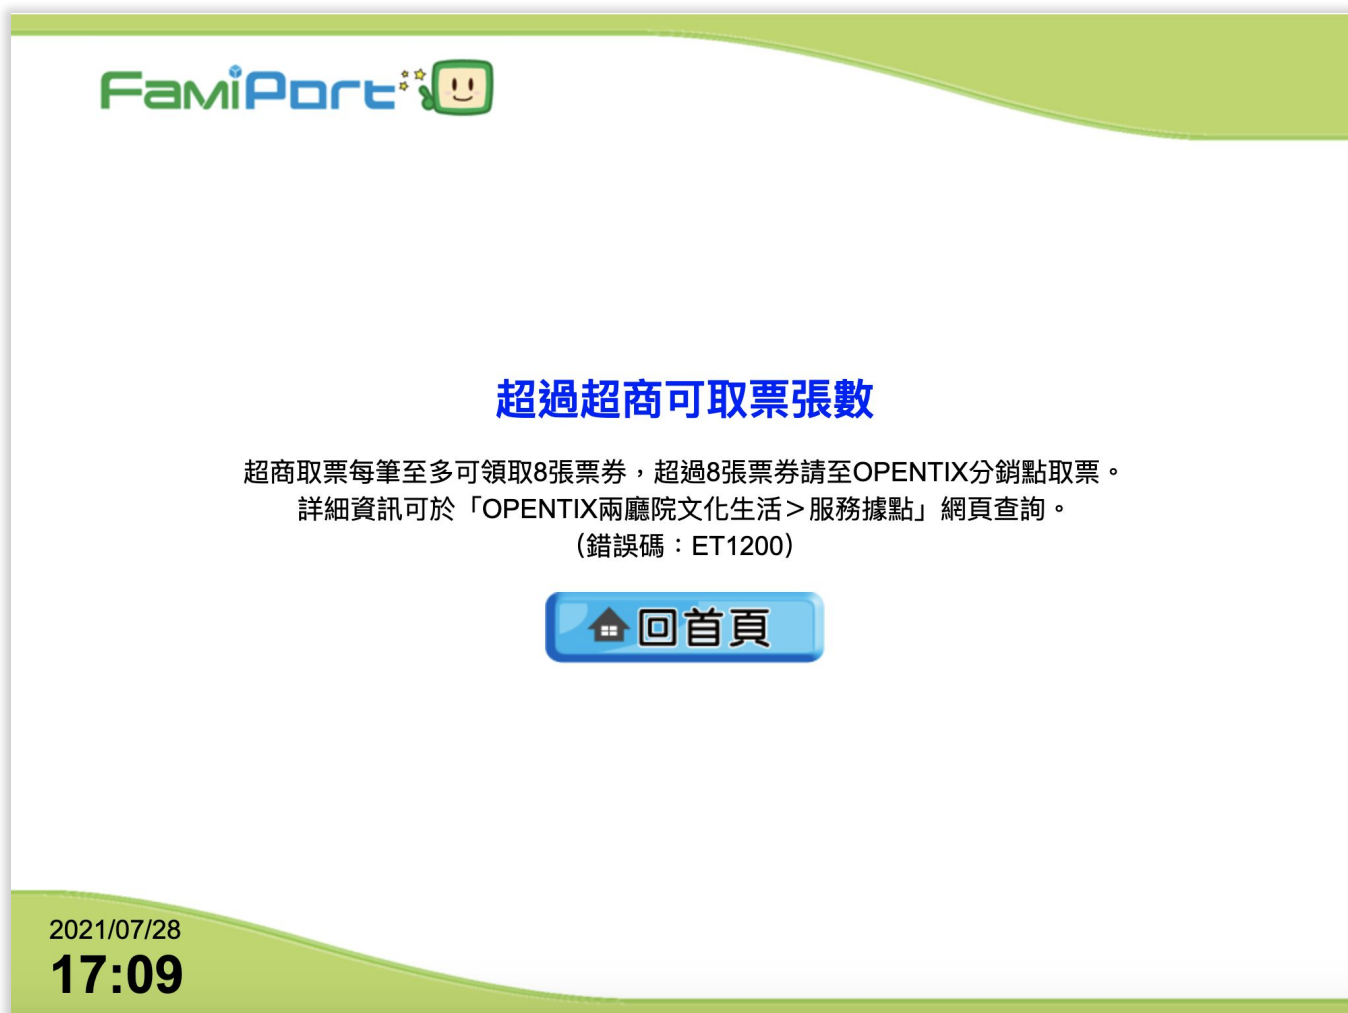 FamiPort
超過超商可取票張數
超商取票每筆至多可領取8張票券，超過8張票券請至OPENTIX分銷點取票。
詳細資訊可於「OPENTIX兩廳院文化生活＞服務據點」網頁查詢。
（錯誤碼：ET1200）
回首頁
2021/07/28
17:09